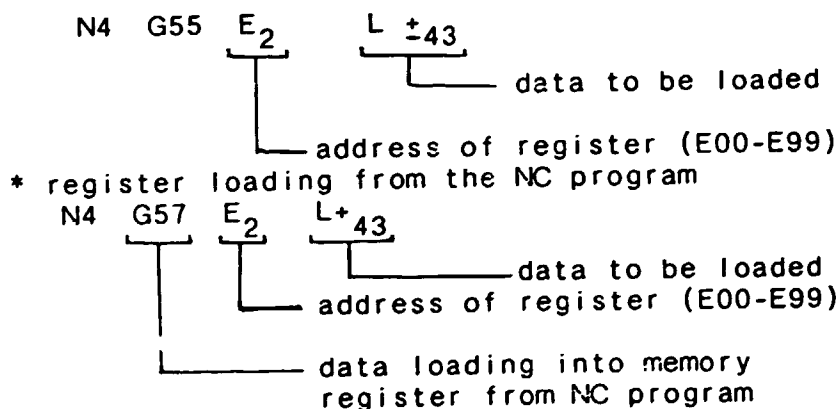 N4 G55 E2 L ±43
data to be loaded
address of register (E00-E99)
* register loading from the NC program
N4 G57 E2 L+43
data to be loaded
address of register (E00-E99)
data loading into memory
register from NC program